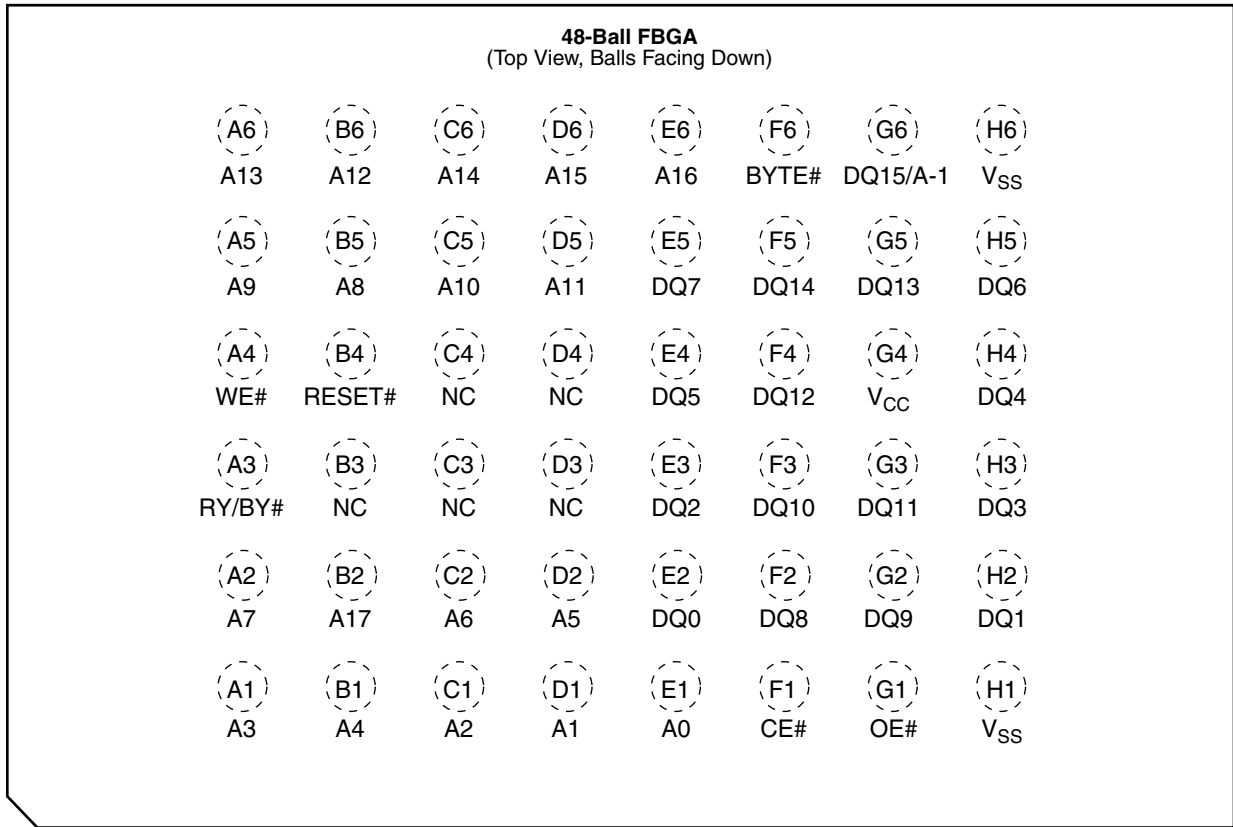 48-Ball FBGA
(Top View, Balls Facing Down)
A6 B6 C6 D6 E6 F6 G6 H6
A13 A12 A14 A15 A16 BYTE# DQ15/A-1 VSS
A5 B5 C5 D5 E5 F5 G5 H5
A9 A8 A10 A11 DQ7 DQ14 DQ13 DQ6
A4 B4 C4 D4 E4 F4 G4 H4
WE# RESET# NC NC DQ5 DQ12 VCC DQ4
A3 B3 C3 D3 E3 F3 G3 H3
RY/BY# NC NC NC DQ2 DQ10 DQ11 DQ3
A2 B2 C2 D2 E2 F2 G2 H2
A7 A17 A6 A5 DQ0 DQ8 DQ9 DQ1
A1 B1 C1 D1 E1 F1 G1 H1
A3 A4 A2 A1 A0 CE# OE# VSS